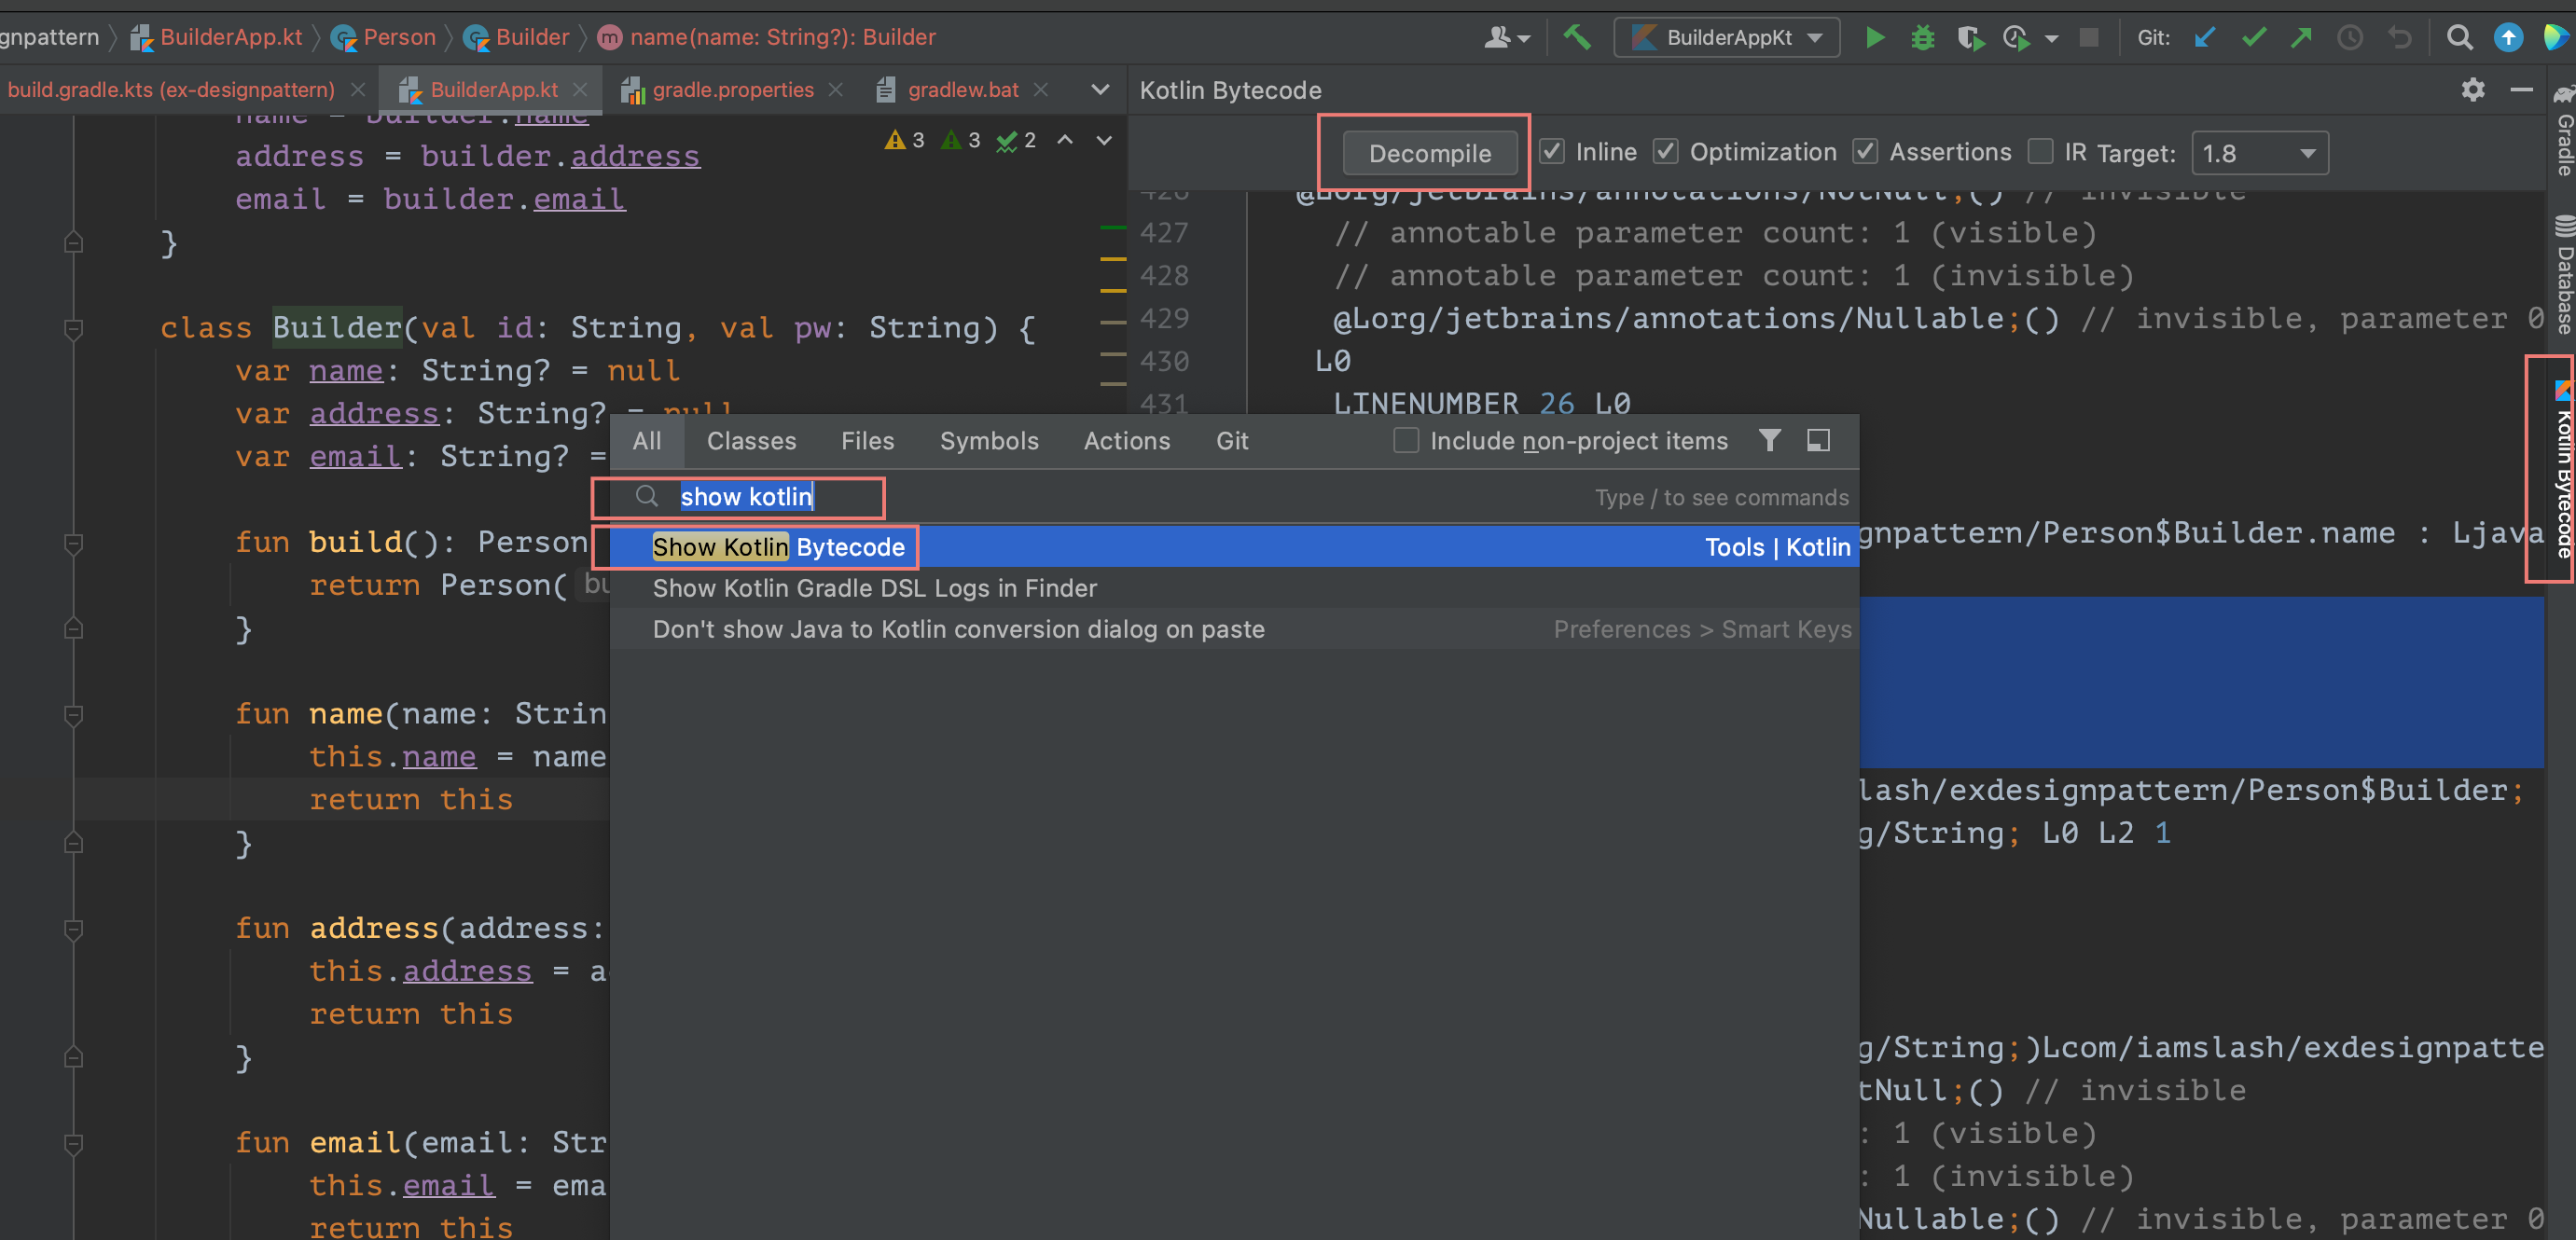 gnpattern BuilderApp.kt Person Builder m name(name: String?): Builder
BuilderAppKt Git:
build.gradle.kts (ex-designpattern) BuilderApp.kt gradle.properties gradlew.bat
Kotlin Bytecode
Decompile Inline Optimization Assertions IR Target: 1.8
3 3 2
name = builder.name
address = builder.address
email = builder.email
}
class Builder(val id: String, val pw: String) {
var name: String? = null
var address: String? = null
var email: String? =
fun build(): Person
return Person( bu
}
fun name(name: Strin
this.name = name
return this
}
fun address(address:
this.address = a
return this
}
fun email(email: Str
this.email = ema
return this
426 @Lorg/jetbrains/annotations/NotNull;() // invisible
427 // annotable parameter count: 1 (visible)
428 // annotable parameter count: 1 (invisible)
429 @Lorg/jetbrains/annotations/Nullable;() // invisible, parameter 0
430 L0
431 LINENUMBER 26 L0
All Classes Files Symbols Actions Git Include non-project items
show kotlin Type / to see commands
Show Kotlin Bytecode Tools | Kotlin
Show Kotlin Gradle DSL Logs in Finder
Don't show Java to Kotlin conversion dialog on paste Preferences > Smart Keys
gnpattern/Person$Builder.name : Ljava
lash/exdesignpattern/Person$Builder;
g/String; L0 L2 1
g/String;)Lcom/iamslash/exdesignpatte
tNull;() // invisible
: 1 (visible)
: 1 (invisible)
Nullable;() // invisible, parameter 0
Gradle
Database
Kotlin Bytecode